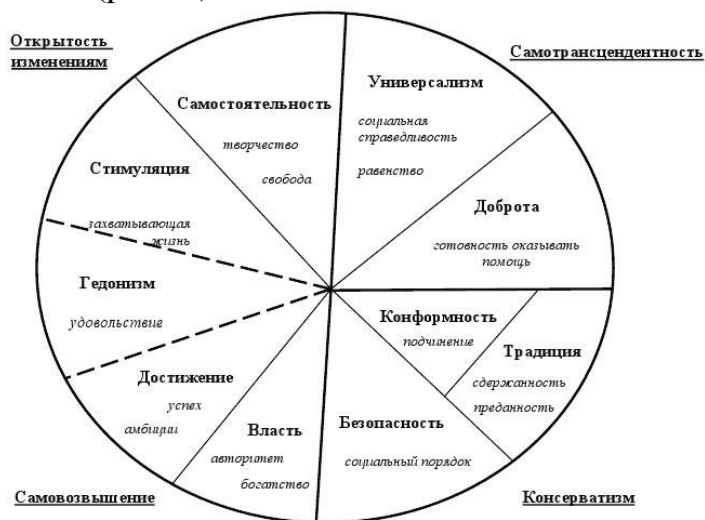 Открытость
изменениям
Самотрансцендентность
Универсализм
Самостоятельность
социальная
справедливость
творчество
равенство
свобода
Стимуляция
Доброта
захватывающая
жизнь
готовность оказывать
помощь
Гедонизм
удовольствие
Конформность
подчинение
Традиция
сдержанность
преданность
Достижение
успех
амбиции
Власть
авторитет
богатство
Безопасность
социальный порядок
Самовозвышение
Консерватизм